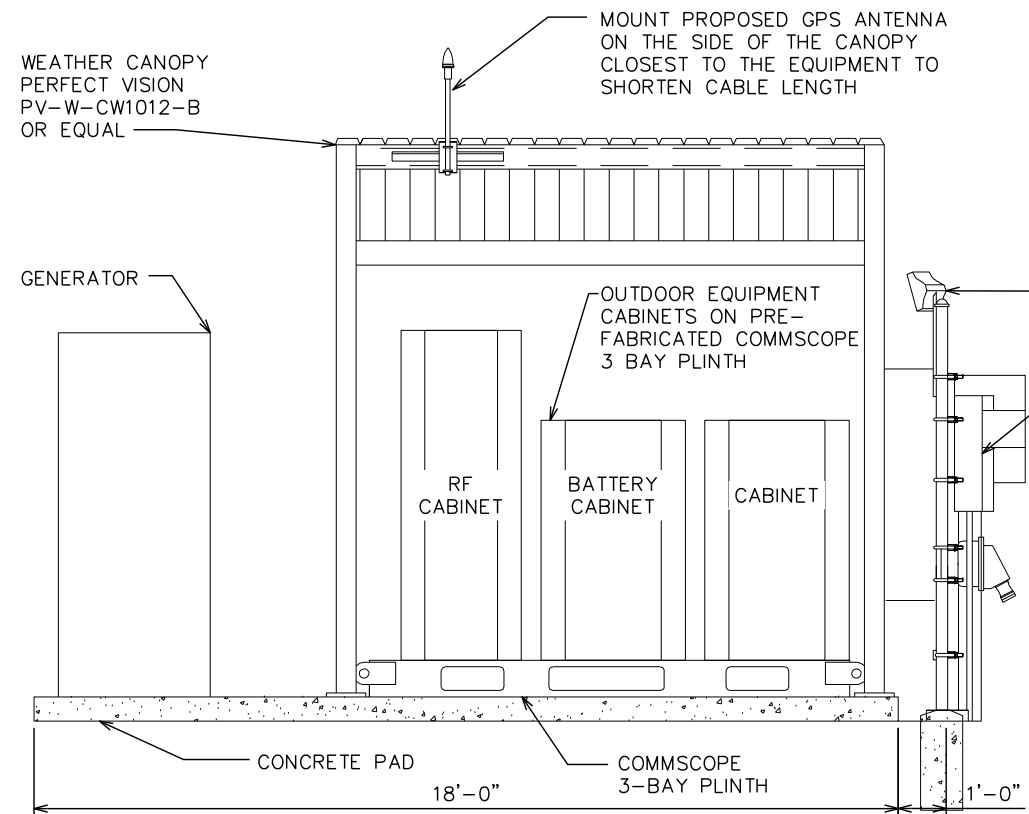 MOUNT PROPOSED GPS ANTENNA
ON THE SIDE OF THE CANOPY
CLOSEST TO THE EQUIPMENT TO
SHORTEN CABLE LENGTH
WEATHER CANOPY
PERFECT VISION
PV-W-CW1012-B
OR EQUAL
GENERATOR
OUTDOOR EQUIPMENT
CABINETS ON PRE-
FABRICATED COMMSCOPE
3 BAY PLINTH
RF
CABINET
BATTERY
CABINET
CABINET
CONCRETE PAD
COMMSCOPE
3-BAY PLINTH
18'-0"
1'-0"